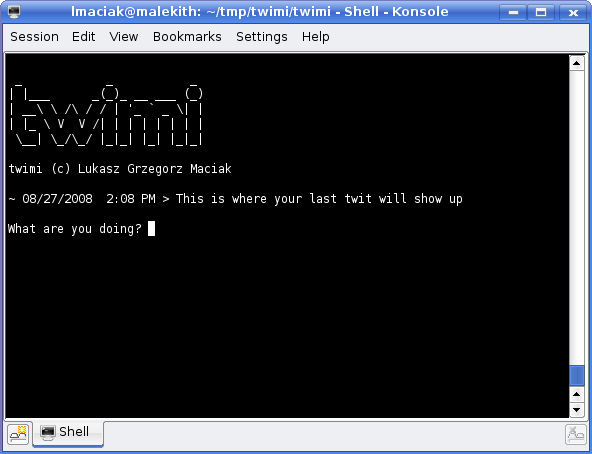 lmaciak@malekith: ~/tmp/twimi/twimi - Shell - Konsole
Session Edit View Bookmarks Settings Help
twimi
twimi (c) Lukasz Grzegorz Maciak
~ 08/27/2008  2:08 PM > This is where your last twit will show up
What are you doing?
Shell